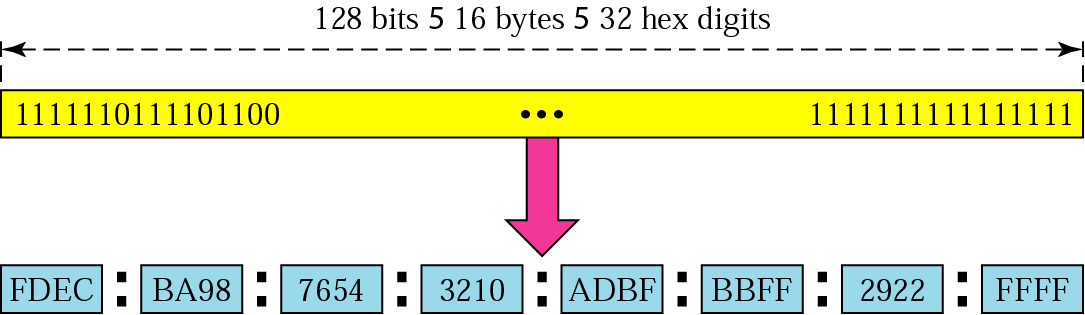 128 bits 5 16 bytes 5 32 hex digits
1111110111101100 ••• 1111111111111111
FDEC : BA98 : 7654 : 3210 : ADBF : BBFF : 2922 : FFFF